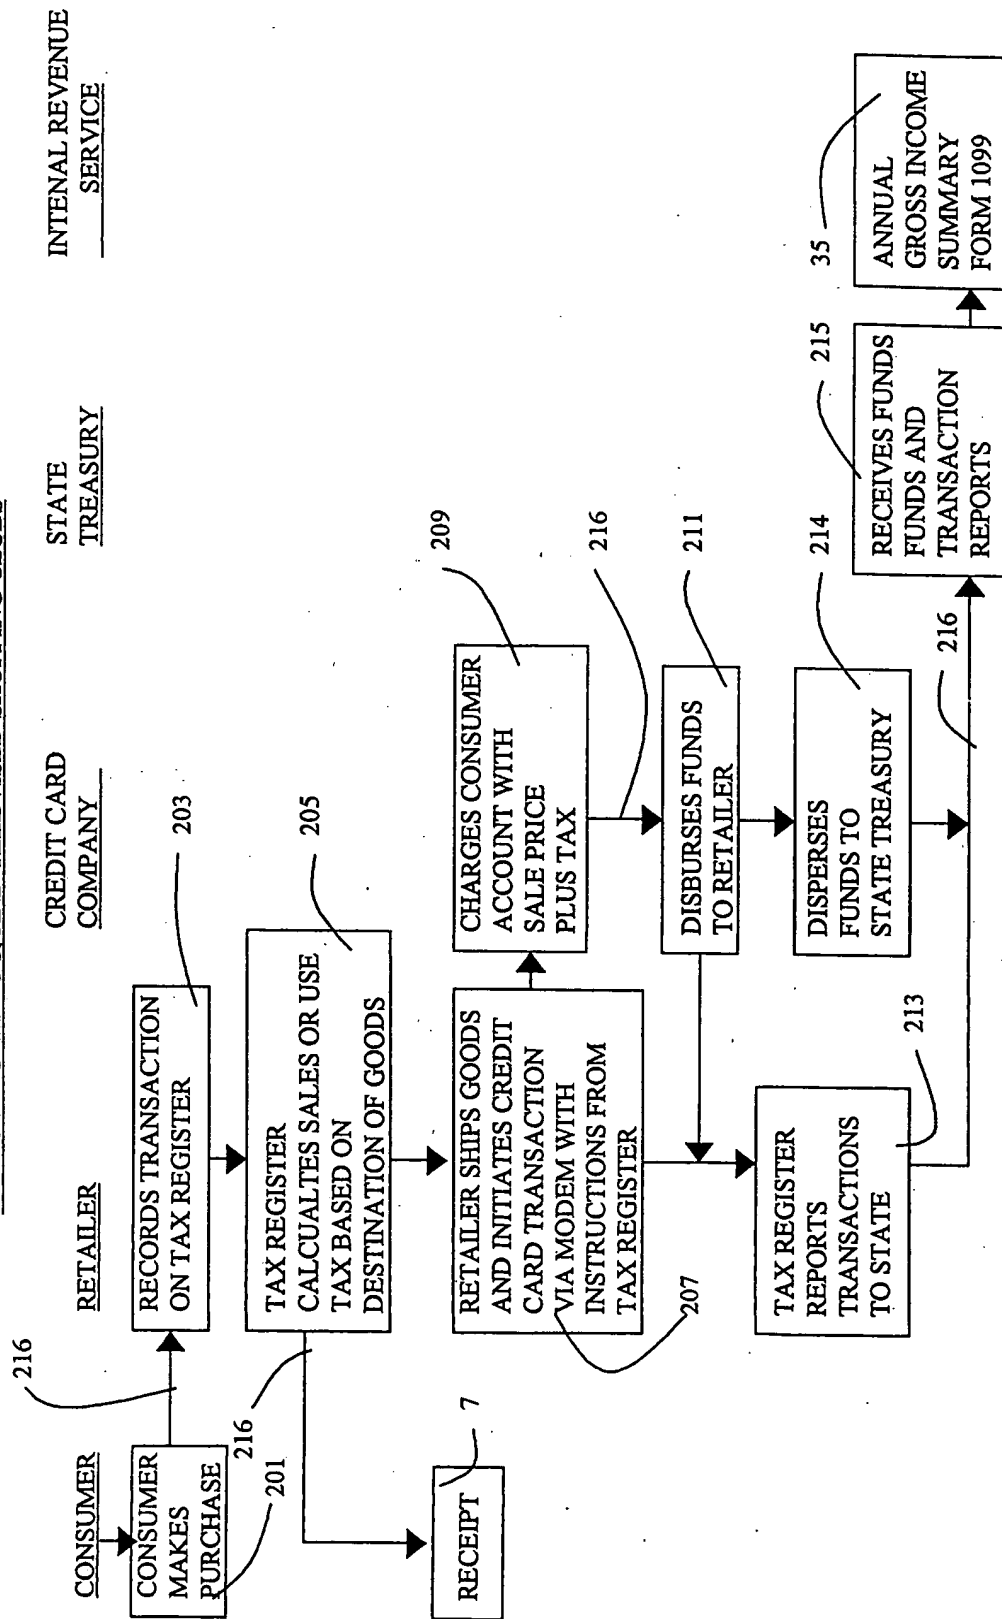 CONSUMER
RETAILER
CREDIT CARD
COMPANY
STATE
TREASURY
INTENAL REVENUE
SERVICE
216
CONSUMER
MAKES
PURCHASE
201
RECORDS TRANSACTION
ON TAX REGISTER
203
TAX REGISTER
CALCUALTES SALES OR USE
TAX BASED ON
DESTINATION OF GOODS
205
216
RECEIPT
7
RETAILER SHIPS GOODS
AND INITIATES CREDIT
CARD TRANSACTION
VIA MODEM WITH
INSTRUCTIONS FROM
TAX REGISTER
207
CHARGES CONSUMER
ACCOUNT WITH
SALE PRICE
PLUS TAX
209
216
DISBURSES FUNDS
TO RETAILER
211
TAX REGISTER
REPORTS
TRANSACTIONS
TO STATE
213
DISPERSES
FUNDS TO
STATE TREASURY
214
216
RECEIVES FUNDS
FUNDS AND
TRANSACTION
REPORTS
215
ANNUAL
GROSS INCOME
SUMMARY
FORM 1099
35